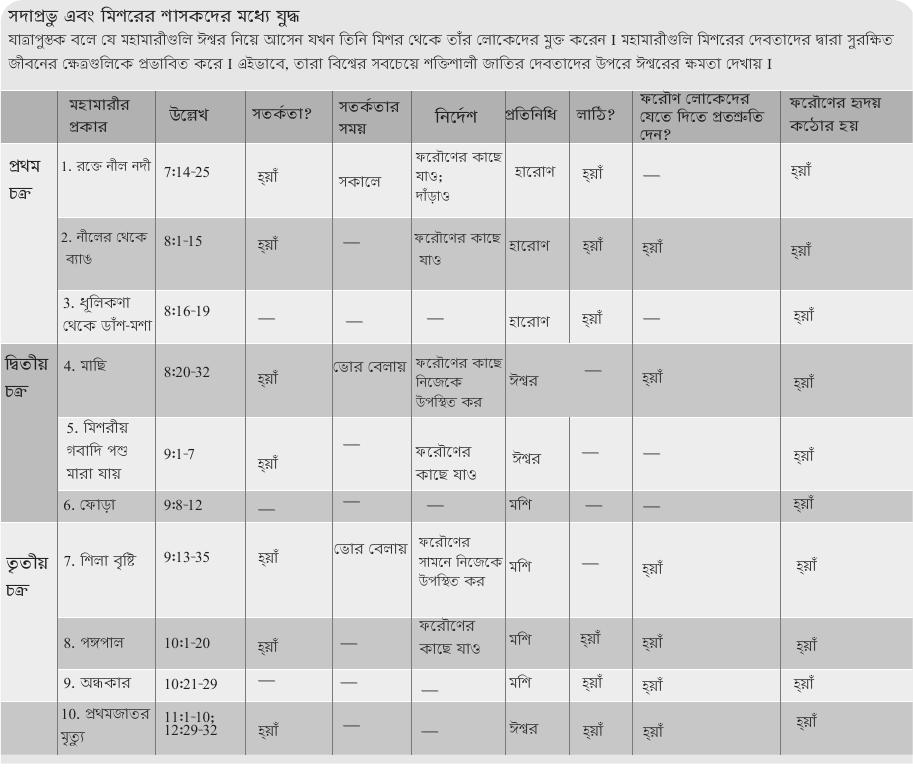 সদাপ্রভু এবং মিশরের শাসকদের মধ্যে যুদ্ধ
যাত্রাপুস্তক বলে যে মহামারীগুলি ঈশ্বর নিয়ে আসেন যখন তিনি মিশর থেকে তাঁর লোকেদের মুক্ত করেন I মহামারীগুলি মিশরের দেবতাদের দ্বারা সুরক্ষিত
জীবনের ক্ষেত্রগুলিকে প্রভাবিত করে I এইভাবে, তারা বিশ্বের সবচেয়ে শক্তিশালী জাতির দেবতাদের উপরে ঈশ্বরের ক্ষমতা দেখায় I
মহামারীর প্রকার উল্লেখ সতর্কতা? সতর্কতার সময় নির্দেশ প্রতিনিধি লাঠি? ফরৌণ লোকেদের যেতে দিতে প্রতশ্রুতি দেন? ফরৌণের হৃদয় কঠোর হয়
প্রথম চক্র 1. রক্তে নীল নদী 7:14-25 হ্য়াঁ সকালে ফরৌণের কাছে যাও; দাঁড়াও হারোণ হ্য়াঁ — হ্য়াঁ
2. নীলের থেকে ব্যাঙ 8:1-15 হ্য়াঁ — ফরৌণের কাছে যাও হারোণ হ্য়াঁ হ্য়াঁ হ্য়াঁ
3. ধূলিকণা থেকে ডাঁশ-মশা 8:16-19 — — — হারোণ হ্য়াঁ — হ্য়াঁ
দ্বিতীয় চক্র 4. মাছি 8:20-32 হ্য়াঁ ভোর বেলায় ফরৌণের কাছে নিজেকে উপস্থিত কর ঈশ্বর — হ্য়াঁ হ্য়াঁ
5. মিশরীয় গবাদি পশু মারা যায় 9:1-7 হ্য়াঁ — ফরৌণের কাছে যাও ঈশ্বর — — হ্য়াঁ
6. ফোড়া 9:8-12 — — — মশি — — হ্য়াঁ
তৃতীয় চক্র 7. শিলা বৃষ্টি 9:13-35 হ্য়াঁ ভোর বেলায় ফরৌণের সামনে নিজেকে উপস্থিত কর মশি — হ্য়াঁ হ্য়াঁ
8. পঙ্গপাল 10:1-20 হ্য়াঁ — ফরৌণের কাছে যাও মশি হ্য়াঁ হ্য়াঁ হ্য়াঁ
9. অন্ধকার 10:21-29 — — — মশি হ্য়াঁ হ্য়াঁ হ্য়াঁ
10. প্রথমজাতর মৃত্যু 11:1-10; 12:29-32 হ্য়াঁ — — ঈশ্বর হ্য়াঁ হ্য়াঁ হ্য়াঁ